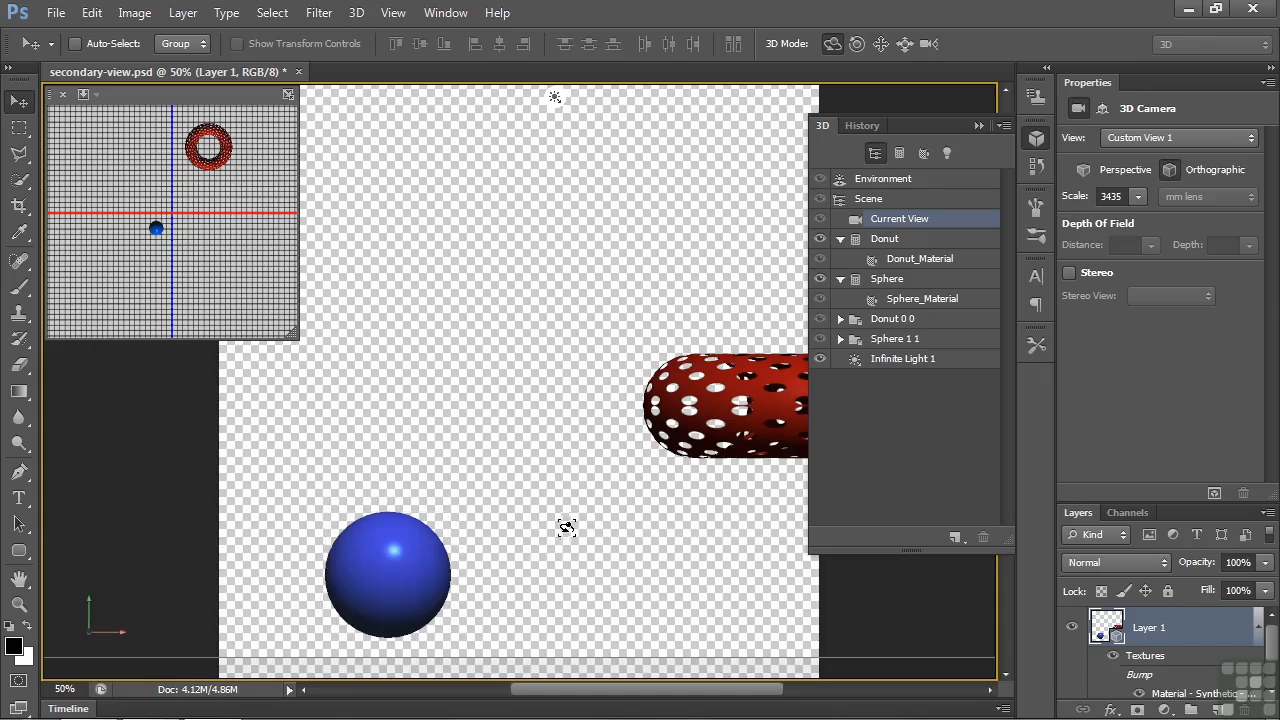 Ps File Edit Image Layer Type Select Filter 3D View Window Help
Auto-Select: Group Show Transform Controls 3D Mode: 3D
secondary-view.psd @ 50% (Layer 1, RGB/8) * ×
3D History
Environment
Scene
Current View
Donut
Donut_Material
Sphere
Sphere_Material
Donut 0 0
Sphere 1 1
Infinite Light 1
Properties
3D Camera
View: Custom View 1
Perspective Orthographic
Scale: 3435 mm lens
Depth Of Field
Distance: Depth:
Stereo
Stereo View:
Layers Channels
Kind
Normal Opacity: 100%
Lock: Fill: 100%
Layer 1
Textures
Bump
Material - Synthetic -...
fx
T
A
50% Doc: 4.12M/4.86M
Timeline